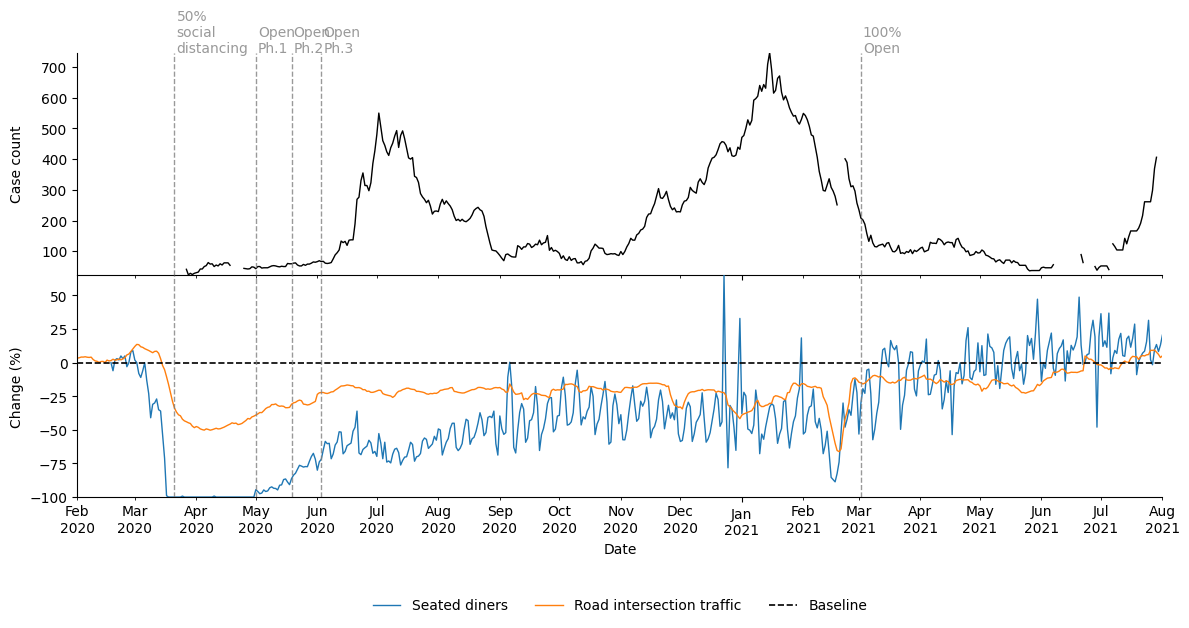 50%
social
distancing
Open
Ph.1
Open
Ph.2
Open
Ph.3
100%
Open
700
600
500
400
300
200
100
Case count
50
25
0
−25
−50
−75
−100
Change (%)
Feb
2020
Mar
2020
Apr
2020
May
2020
Jun
2020
Jul
2020
Aug
2020
Sep
2020
Oct
2020
Nov
2020
Dec
2020
Jan
2021
Feb
2021
Mar
2021
Apr
2021
May
2021
Jun
2021
Jul
2021
Aug
2021
Date
Seated diners
Road intersection traffic
Baseline